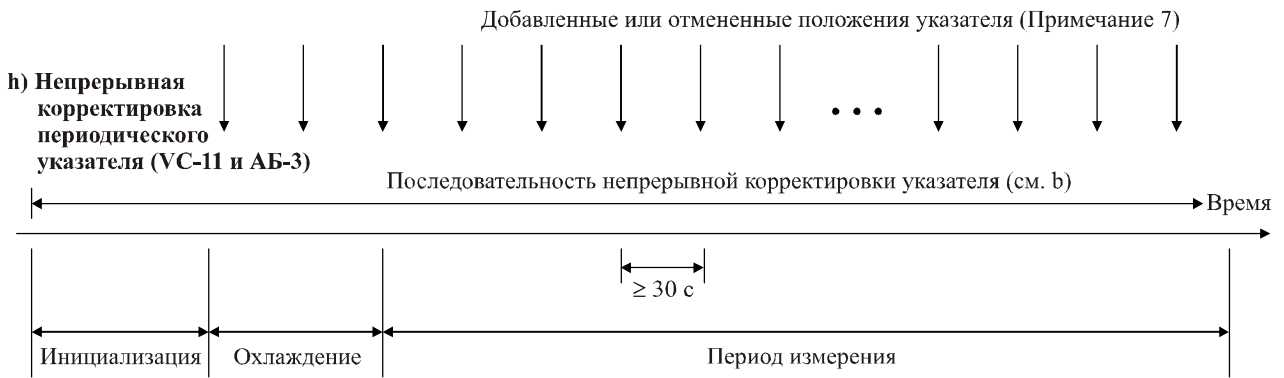 Добавленные или отмененные положения указателя (Примечание 7)
h) Непрерывная
корректировка
периодического
указателя (VC-11 и АБ-3)
Последовательность непрерывной корректировки указателя (см. b)
Время
≥ 30 с
Инициализация
Охлаждение
Период измерения